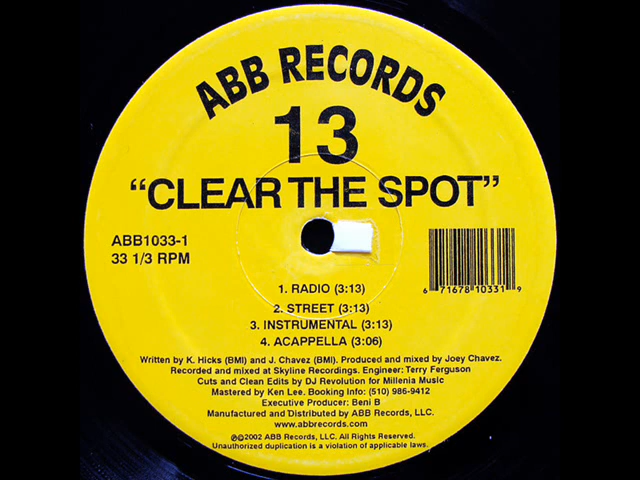 ABB RECORDS
13
"CLEAR THE SPOT"
ABB1033-1
33 1/3 RPM
6 71678 10331 9
1. RADIO (3:13)
2. STREET (3:13)
3. INSTRUMENTAL (3:13)
4. ACAPPELLA (3:06)
Written by K. Hicks (BMI) and J. Chavez (BMI). Produced and mixed by Joey Chavez.
Recorded and mixed at Skyline Recordings. Engineer: Terry Ferguson
Cuts and Clean Edits by DJ Revolution for Millenia Music
Mastered by Ken Lee. Booking Info: (510) 986-9412
Executive Producer: Beni B
Manufactured and Distributed by ABB Records, LLC.
www.abbrecords.com
℗©2002 ABB Records, LLC. All Rights Reserved.
Unauthorized duplication is a violation of applicable laws.